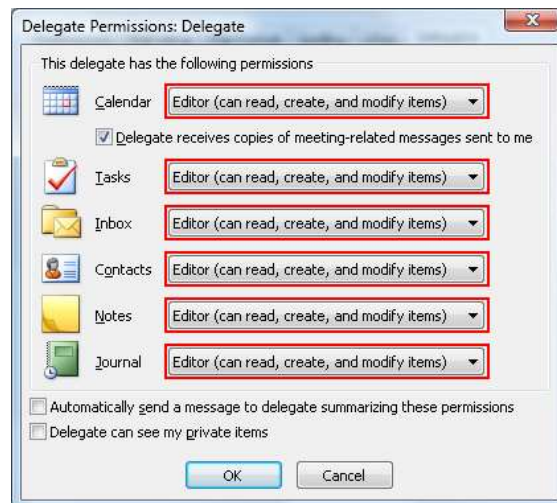 Delegate Permissions: Delegate
This delegate has the following permissions
Calendar Editor (can read, create, and modify items)
Delegate receives copies of meeting-related messages sent to me
Tasks Editor (can read, create, and modify items)
Inbox Editor (can read, create, and modify items)
Contacts Editor (can read, create, and modify items)
Notes Editor (can read, create, and modify items)
Journal Editor (can read, create, and modify items)
Automatically send a message to delegate summarizing these permissions
Delegate can see my private items
OK Cancel